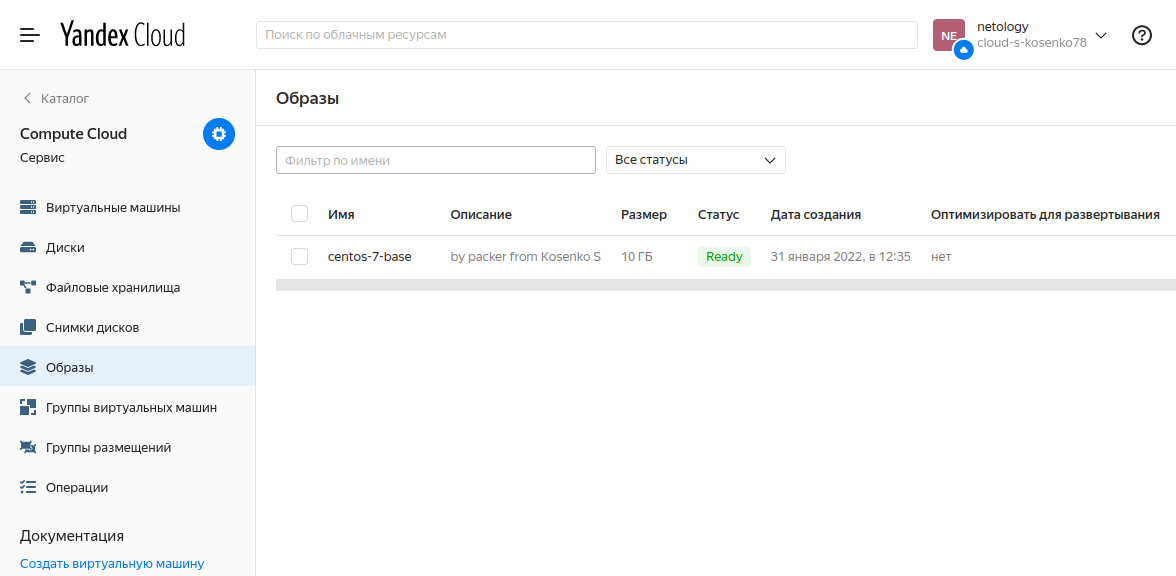 Yandex Cloud
Поиск по облачным ресурсам
NE
netology
cloud-s-kosenko78
?
Каталог
Compute Cloud
Сервис
Виртуальные машины
Диски
Файловые хранилища
Снимки дисков
Образы
Группы виртуальных машин
Группы размещений
Операции
Документация
Создать виртуальную машину
Образы
Фильтр по имени
Все статусы
Имя Описание Размер Статус Дата создания Оптимизировать для развертывания
centos-7-base by packer from Kosenko S 10 ГБ Ready 31 января 2022, в 12:35 нет